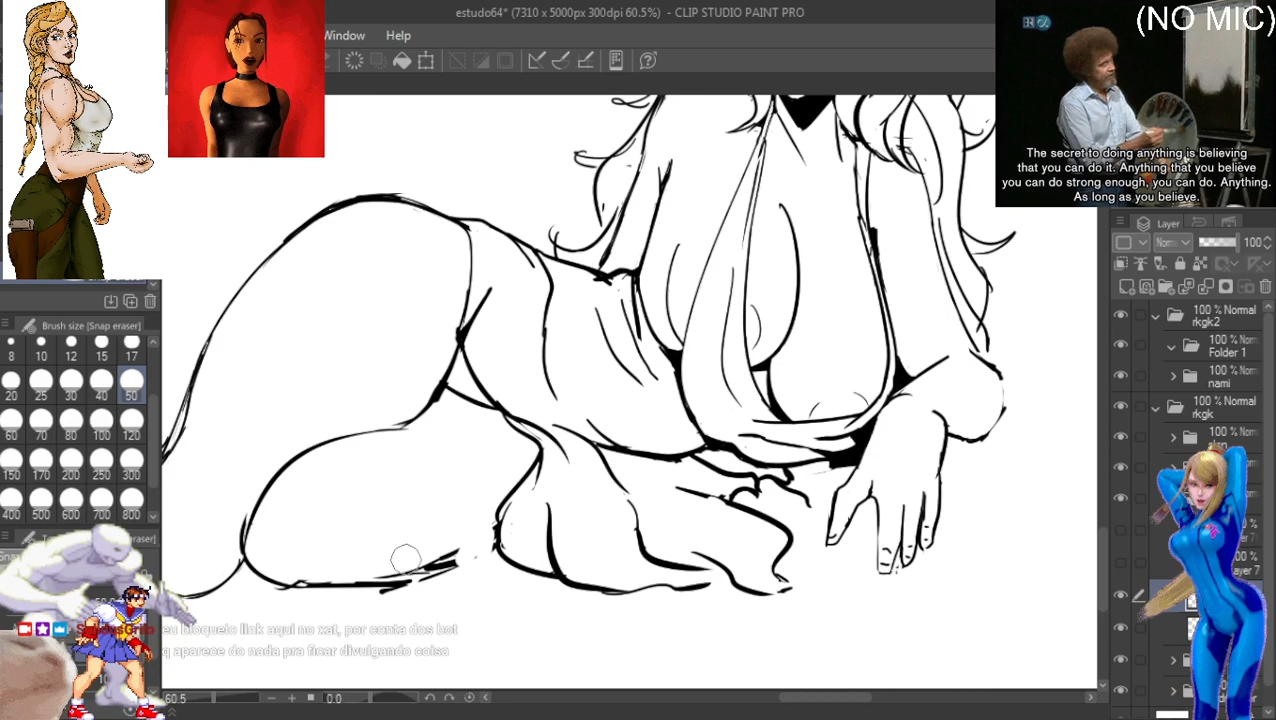 estudo64* (7310 x 5000px 300dpi 60.5%) - CLIP STUDIO PAINT PRO
Window Help
(NO MIC)
The secret to doing anything is believing
that you can do it. Anything that you believe
you can do strong enough, you can do. Anything.
As long as you believe.
Layer
100
100 % Normal
rkgk2
100 %
Folder 1
100 %
nami
100 % Normal
rkgk
100 %
Brush size [Snap eraser]
8 10 12 15 17
20 25 30 40 50
60 70 80 100 120
150 170 200 250 300
400 500 600 700 800
eu bloqueio link aqui no xat, por conta dos bot
q aparece do nada pra ficar divulgando coisa
60.5 0.0